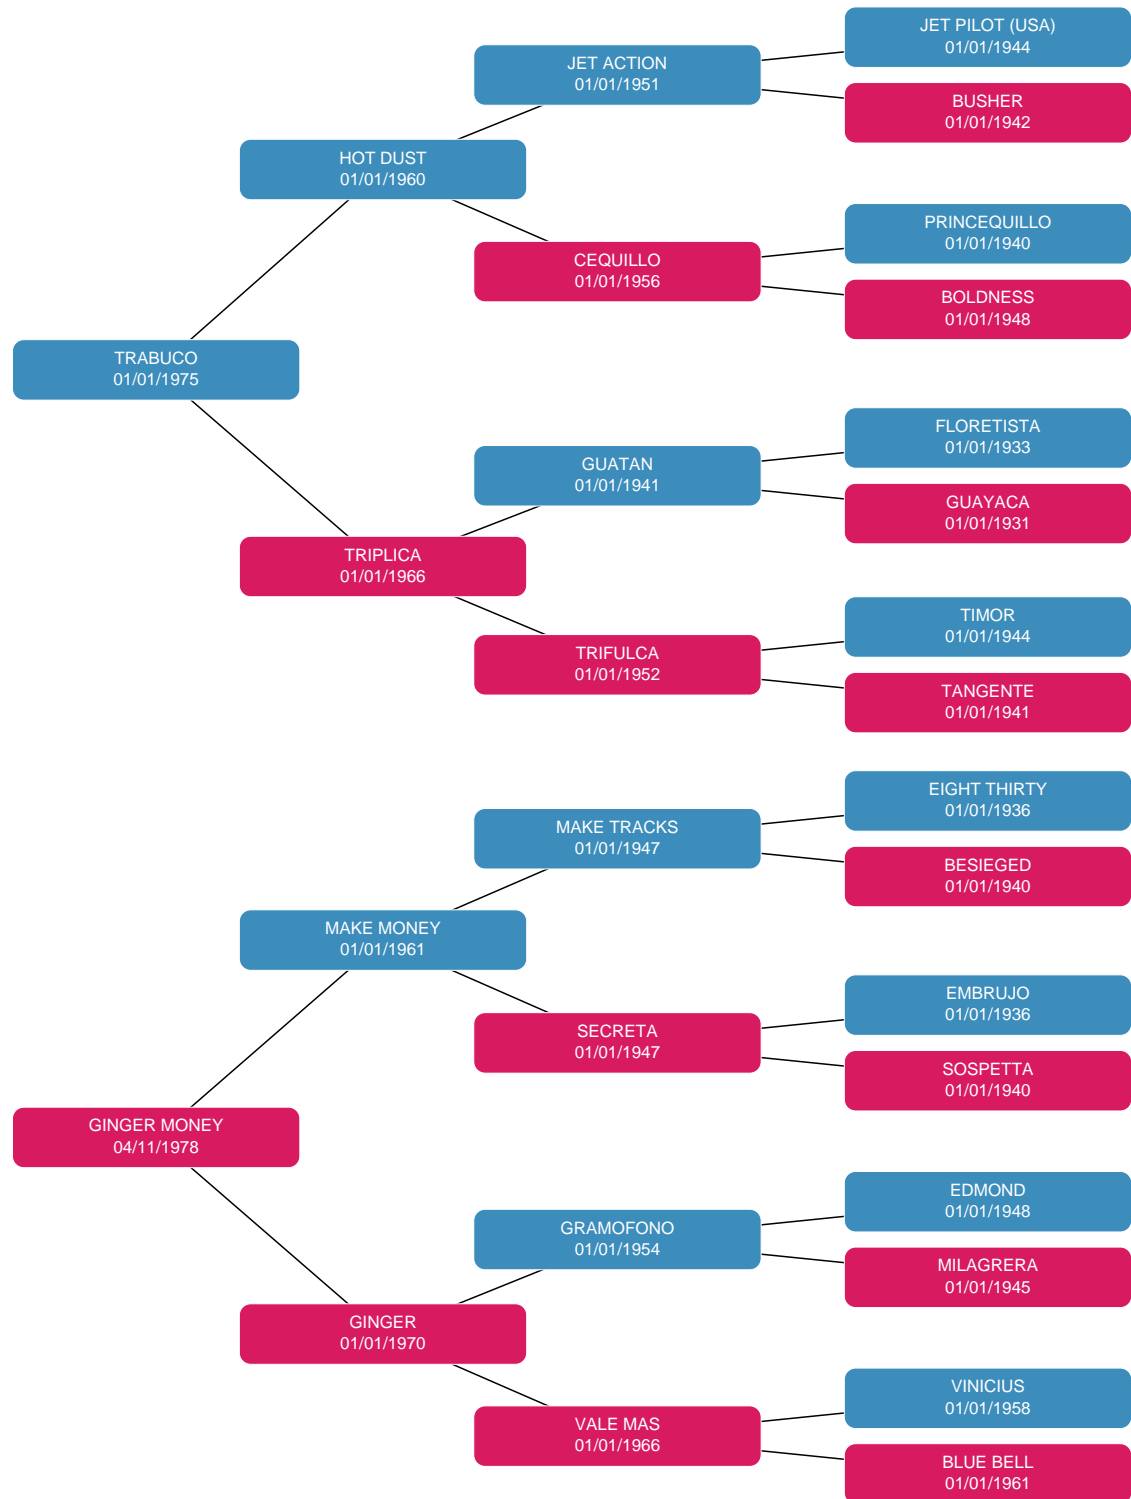 JET PILOT (USA)
01/01/1944
JET ACTION
01/01/1951
BUSHER
01/01/1942
HOT DUST
01/01/1960
PRINCEQUILLO
01/01/1940
CEQUILLO
01/01/1956
BOLDNESS
01/01/1948
TRABUCO
01/01/1975
FLORETISTA
01/01/1933
GUATAN
01/01/1941
GUAYACA
01/01/1931
TRIPLICA
01/01/1966
TIMOR
01/01/1944
TRIFULCA
01/01/1952
TANGENTE
01/01/1941
EIGHT THIRTY
01/01/1936
MAKE TRACKS
01/01/1947
BESIEGED
01/01/1940
MAKE MONEY
01/01/1961
EMBRUJO
01/01/1936
SECRETA
01/01/1947
SOSPETTA
01/01/1940
GINGER MONEY
04/11/1978
EDMOND
01/01/1948
GRAMOFONO
01/01/1954
MILAGRERA
01/01/1945
GINGER
01/01/1970
VINICIUS
01/01/1958
VALE MAS
01/01/1966
BLUE BELL
01/01/1961